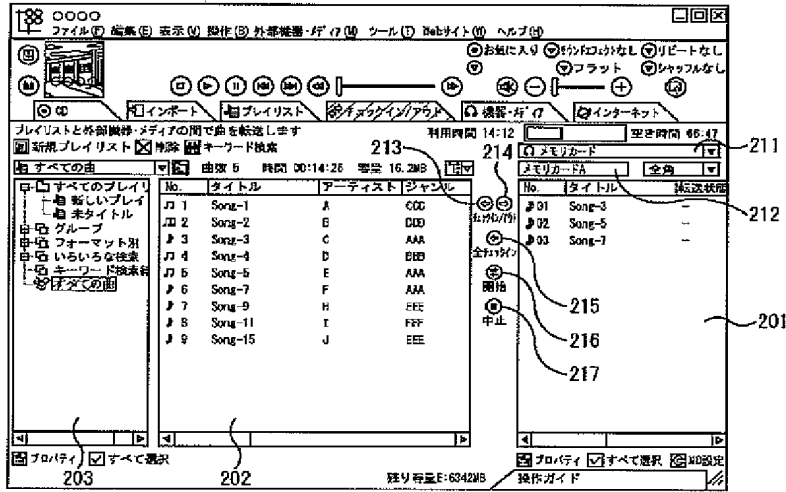 OOOO
ファイル(F) 編集(E) 表示(V) 操作(B) 外部機器・メディア(M) ツール(T) Webサイト(W) ヘルプ(H)
お気に入り サウンドエフェクトなし リピートなし
フラット シャッフルなし
CD インポート プレイリスト チェックイン/アウト 機器・メディア インターネット
プレイリストと外部機器・メディアの間で曲を転送します
利用時間 14:12 空き時間 66:47
新規プレイリスト 削除 キーワード検索
213 214 211
すべての曲 曲数 5 時間 00:14:26 容量 16.2MB
メモリカード
メモリカードA 全角
212
すべてのプレイリ
新しいプレイ
未タイトル
グループ
フォーマット別
いろいろな検索
キーワード検索結
すべての曲
No. タイトル アーティスト ジャンル
1 Song-1 A CCC
2 Song-2 B DDD
3 Song-3 C AAA
4 Song-4 D BBB
5 Song-5 E AAA
6 Song-7 F AAA
7 Song-9 H EEE
8 Song-11 I FFF
9 Song-15 J EEE
チェックイン/アウト
全チェックイン
開始
中止
215
216
217
No. タイトル 転送状態
01 Song-3 --
02 Song-5 --
03 Song-7 --
201
プロパティ すべて選択
203 202
残り容量E:6342MB
プロパティ すべて選択 MD設定
操作ガイド